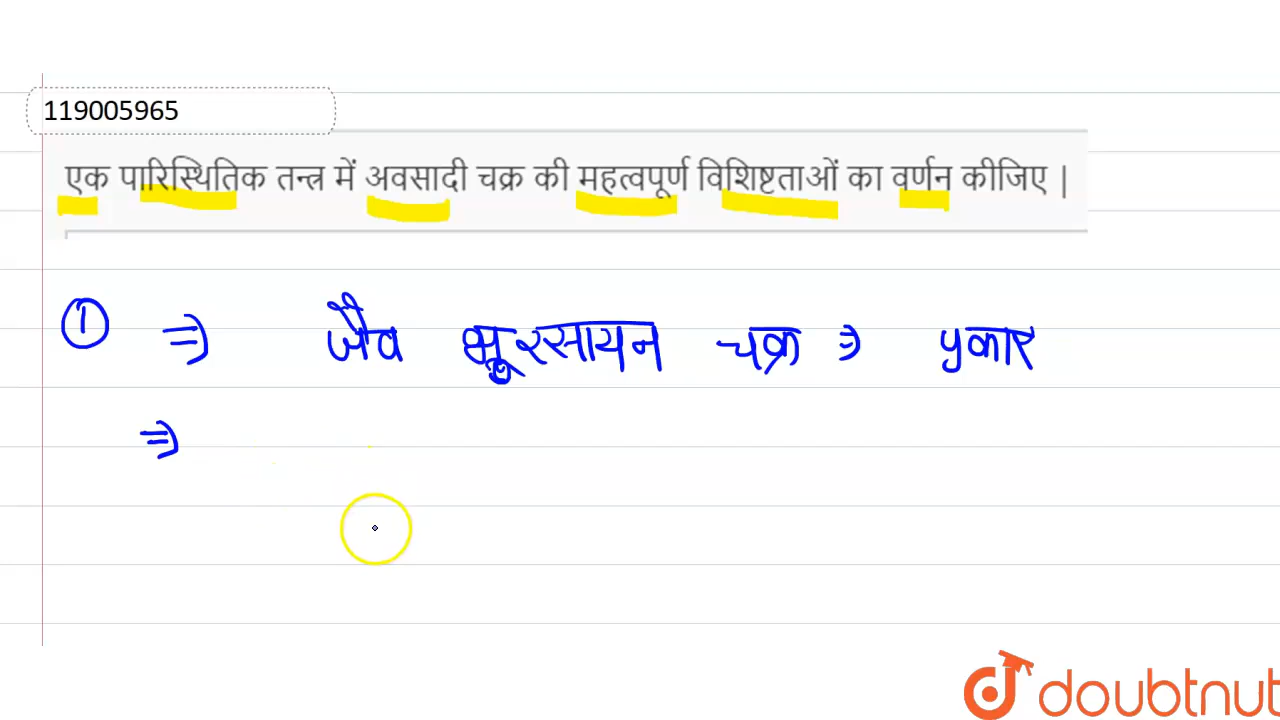 119005965
एक पारिस्थितिक तन्त्र में अवसादी चक्र की महत्वपूर्ण विशिष्टताओं का वर्णन कीजिए |
① ⇒ जैव भूरसायन चक्र ⇒ प्रकार
⇒
doubtnut